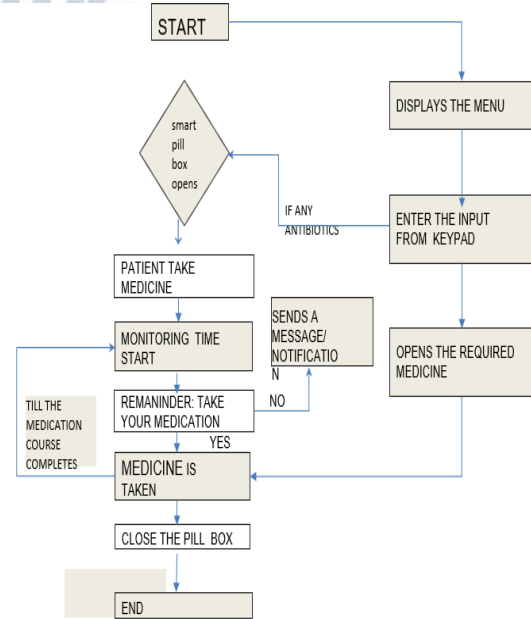 START
DISPLAYS THE MENU
smart
pill
box
opens
IF ANY
ANTIBIOTICS
ENTER THE INPUT
FROM KEYPAD
PATIENT TAKE
MEDICINE
SENDS A
MESSAGE/
NOTIFICATIO
N
MONITORING TIME
START
OPENS THE REQUIRED
MEDICINE
REMANINDER: TAKE
YOUR MEDICATION
NO
YES
TILL THE
MEDICATION
COURSE
COMPLETES
MEDICINE IS
TAKEN
CLOSE THE PILL BOX
END